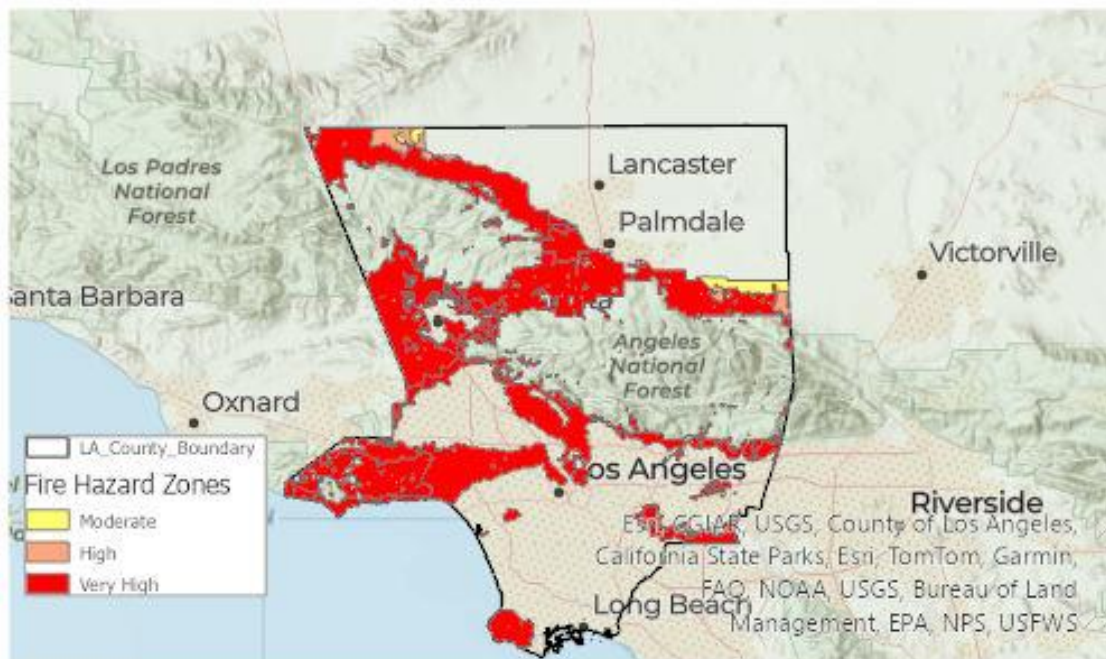 Los Padres
National
Forest
Lancaster
Palmdale
Victorville
Santa Barbara
Angeles
National
Forest
Oxnard
LA_County_Boundary
Fire Hazard Zones
Moderate
High
Very High
Los Angeles
Riverside
Long Beach
Esri, CGIAR, USGS, County of Los Angeles,
California State Parks, Esri, TomTom, Garmin,
FAO, NOAA, USGS, Bureau of Land
Management, EPA, NPS, USFWS